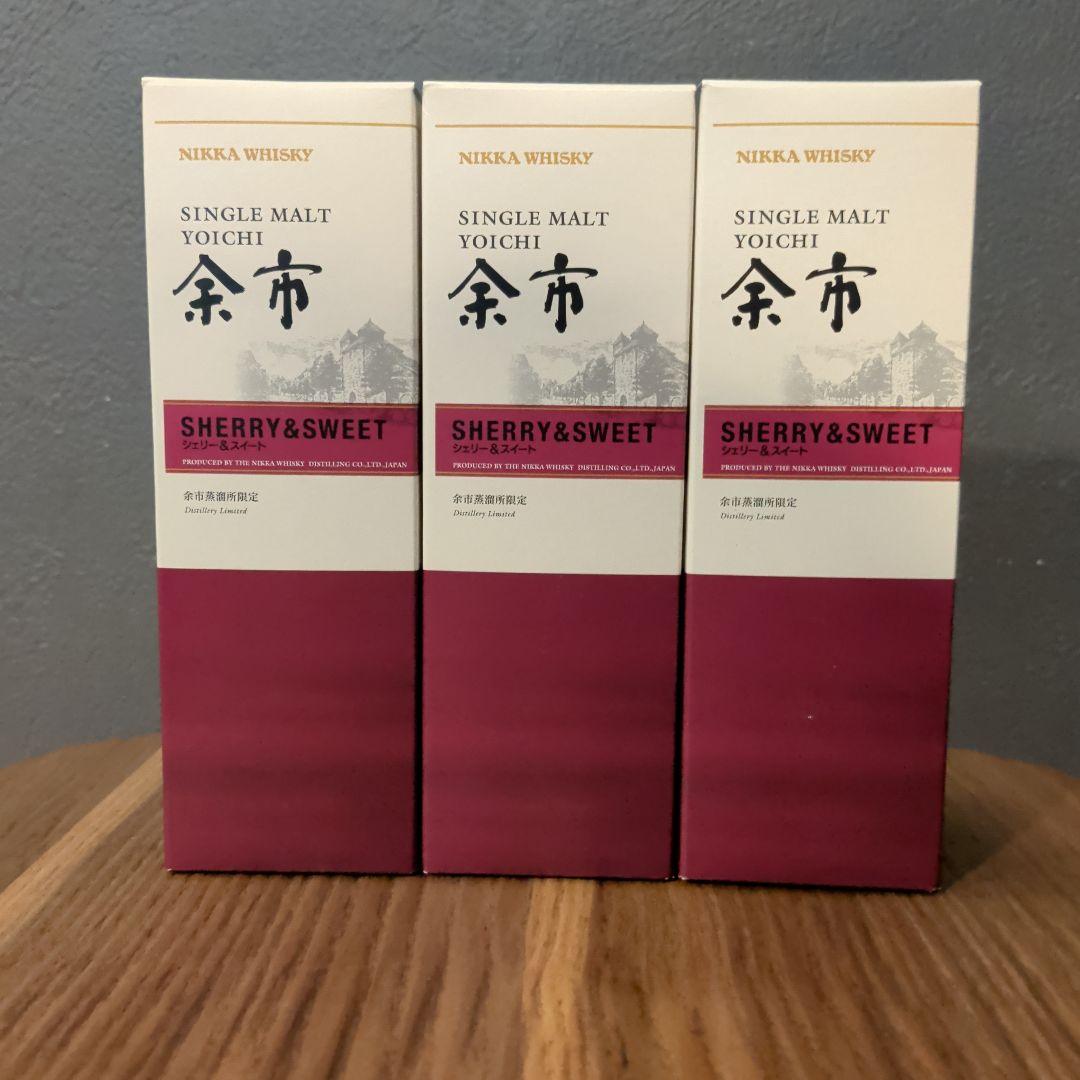 NIKKA WHISKY
SINGLE MALT
YOICHI
余市
SHERRY&SWEET
シェリー&スイート
PRODUCED BY THE NIKKA WHISKY DISTILLING CO.,LTD.,JAPAN
余市蒸溜所限定
Distillery Limited
NIKKA WHISKY
SINGLE MALT
YOICHI
余市
SHERRY&SWEET
シェリー&スイート
PRODUCED BY THE NIKKA WHISKY DISTILLING CO.,LTD.,JAPAN
余市蒸溜所限定
Distillery Limited
NIKKA WHISKY
SINGLE MALT
YOICHI
余市
SHERRY&SWEET
シェリー&スイート
PRODUCED BY THE NIKKA WHISKY DISTILLING CO.,LTD.,JAPAN
余市蒸溜所限定
Distillery Limited